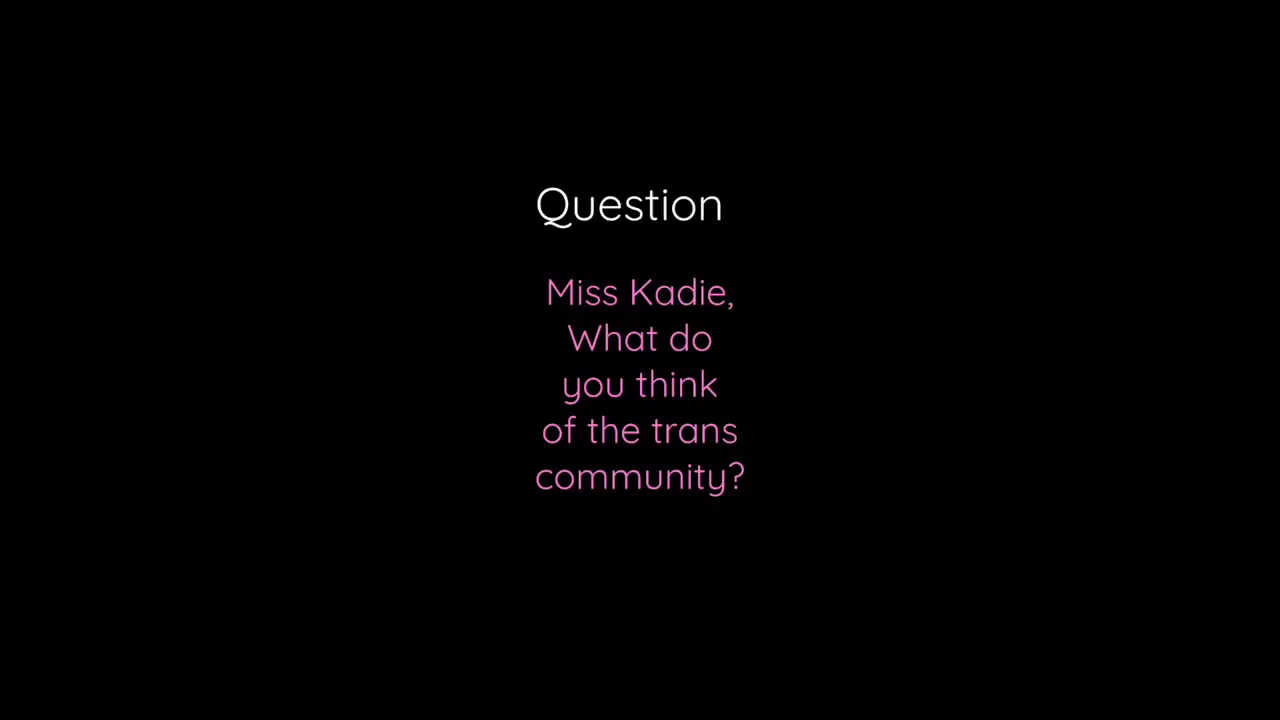 Question
Miss Kadie,
What do
you think
of the trans
community?